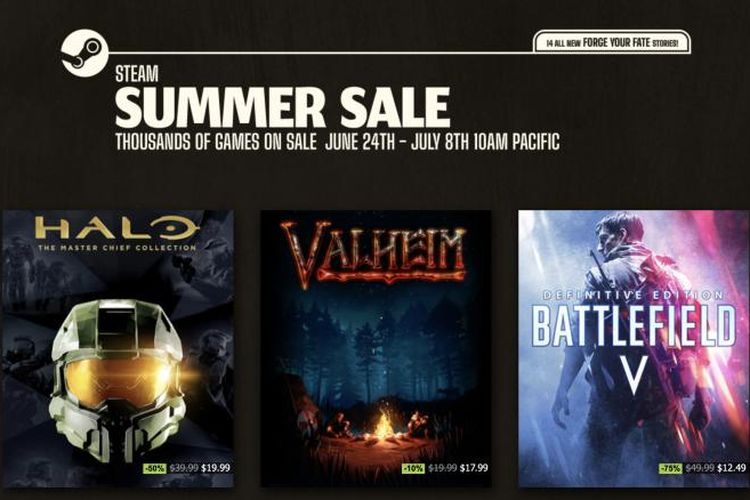 14 ALL NEW FORGE YOUR FATE STORIES!
STEAM
SUMMER SALE
THOUSANDS OF GAMES ON SALE JUNE 24TH - JULY 8TH 10AM PACIFIC
HALO
THE MASTER CHIEF COLLECTION
-50% $39.99 $19.99
VALHEIM
-10% $19.99 $17.99
DEFINITIVE EDITION
BATTLEFIELD
V
-75% $49.99 $12.49